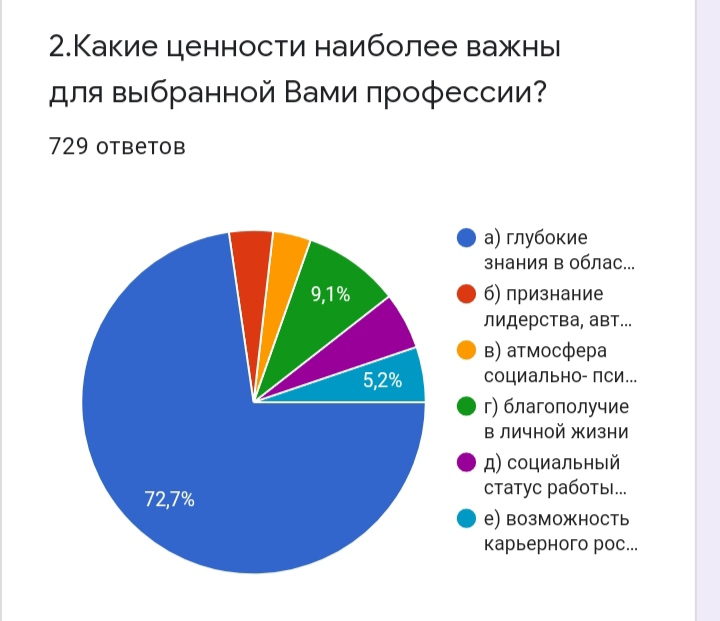 2.Какие ценности наиболее важны
для выбранной Вами профессии?
729 ответов
9,1%
5,2%
72,7%
а) глубокие
знания в облас...
б) признание
лидерства, авт...
в) атмосфера
социально- пси...
г) благополучие
в личной жизни
д) социальный
статус работы...
е) возможность
карьерного рос...